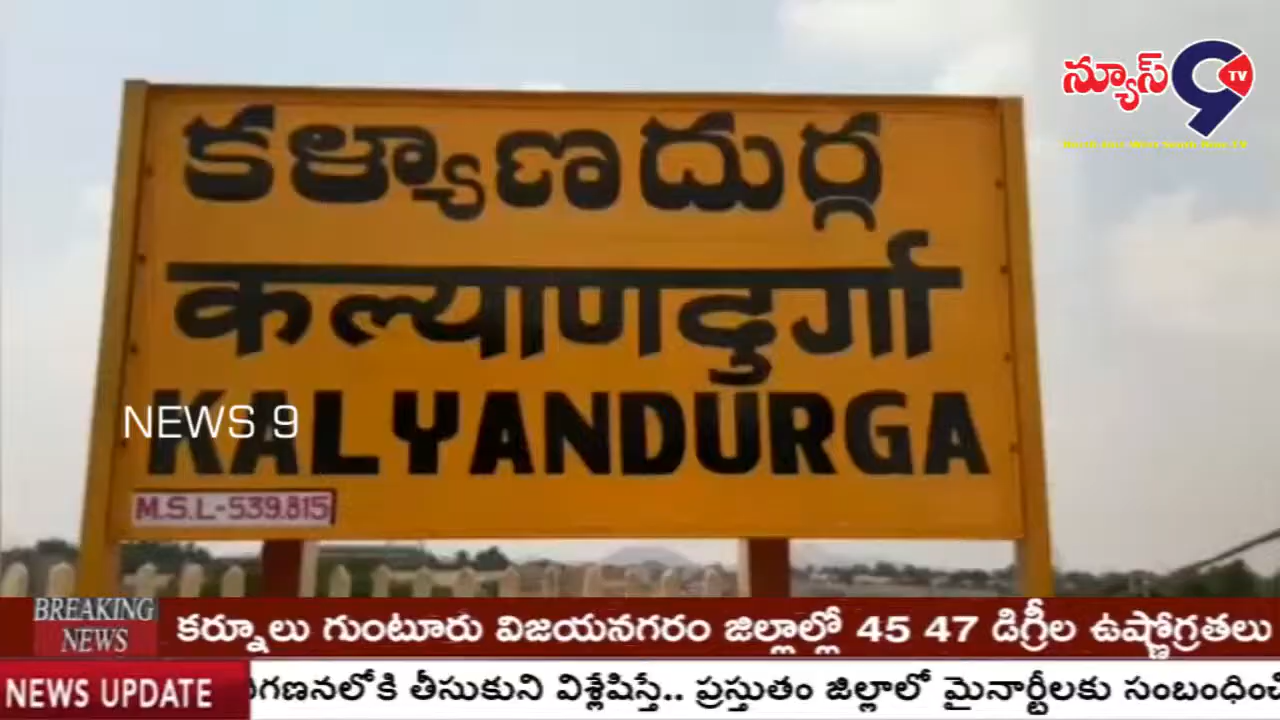 న్యూస్ 9 TV
కళ్యాణదుర్గ
कल्याणदुर्गा
KALYANDURGA
NEWS 9
M.S.L-539.815
BREAKING NEWS
కర్నూలు గుంటూరు విజయనగరం జిల్లాల్లో 45 47 డిగ్రీల ఉష్ణోగ్రతలు
NEWS UPDATE
తీసుకుని విశ్లేషిస్తే.. ప్రస్తుతం జిల్లాలో మైనార్టీలకు